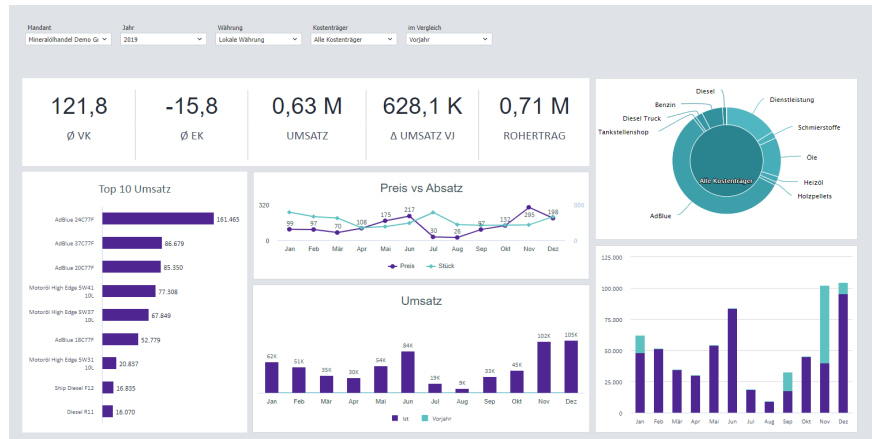 Mandant
Jahr
Währung
Kostenträger
im Vergleich
Mineralölhandel Demo G
2019
Lokale Währung
Alle Kostenträger
Vorjahr
121,8
Ø VK
-15,8
Ø EK
0,63 M
UMSATZ
628,1 K
Δ UMSATZ VJ
0,71 M
ROHERTRAG
Diesel
Benzin
Diesel Truck
Tankstellenshop
AdBlue
Dienstleistung
Schmierstoffe
Öle
Heizöl
Holzpellets
Alle Kostenträger
Top 10 Umsatz
AdBlue 24C77F
161.465
AdBlue 37C77F
86.679
AdBlue 20C77F
85.350
Motoröl High Edge 5W41
10L
77.308
Motoröl High Edge 5W37
10L
67.849
AdBlue 18C77F
52.779
Motoröl High Edge 5W31
10L
20.837
Ship Diesel F12
16.835
Diesel R11
16.070
Preis vs Absatz
320
0
0
99
97
70
108
175
217
30
26
97
132
295
198
Jan Feb Mär Apr Mai Jun Jul Aug Sep Okt Nov Dez
Preis Stück
Umsatz
62K
51K
35K
30K
54K
84K
19K
9K
33K
45K
102K
105K
Jan Feb Mär Apr Mai Jun Jul Aug Sep Okt Nov Dez
Ist Vorjahr
125.000
100.000
75.000
50.000
25.000
0
Jan Feb Mär Apr Mai Jun Jul Aug Sep Okt Nov Dez